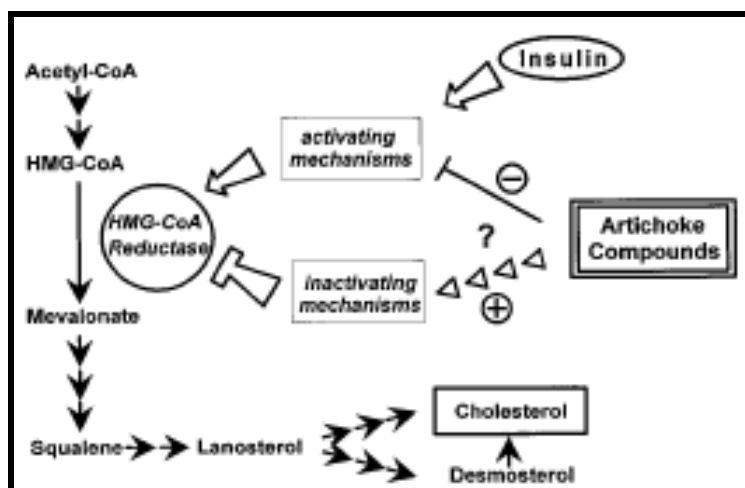 Insulin
Acetyl-CoA
activating
mechanisms
HMG-CoA
HMG-CoA
Reductase
Artichoke
Compounds
?
inactivating
mechanisms
Mevalonate
Cholesterol
Squalene
Lanosterol
Desmosterol